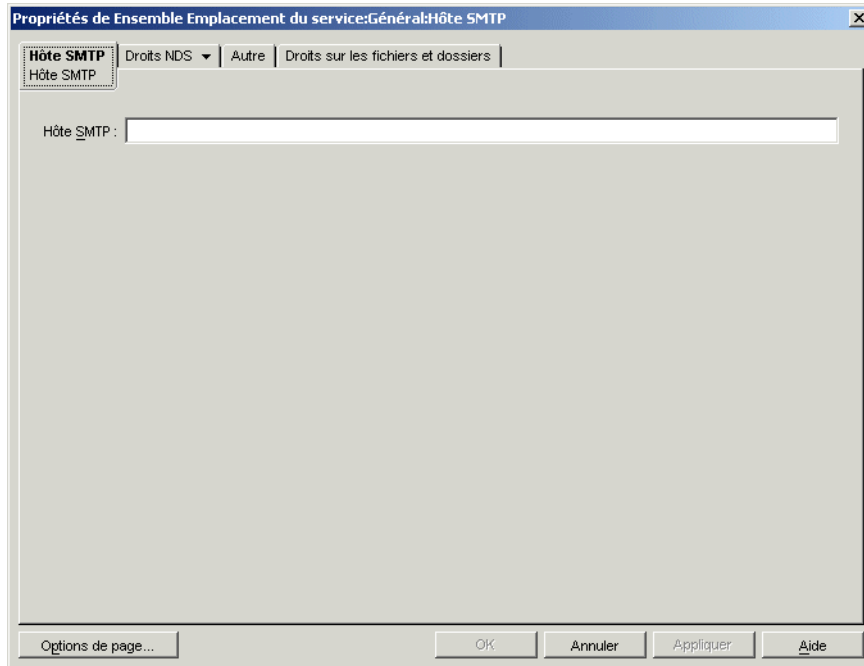 Propriétés de Ensemble Emplacement du service:Général:Hôte SMTP
Hôte SMTP Droits NDS Autre Droits sur les fichiers et dossiers
Hôte SMTP
Hôte SMTP :
Options de page... OK Annuler Appliquer Aide